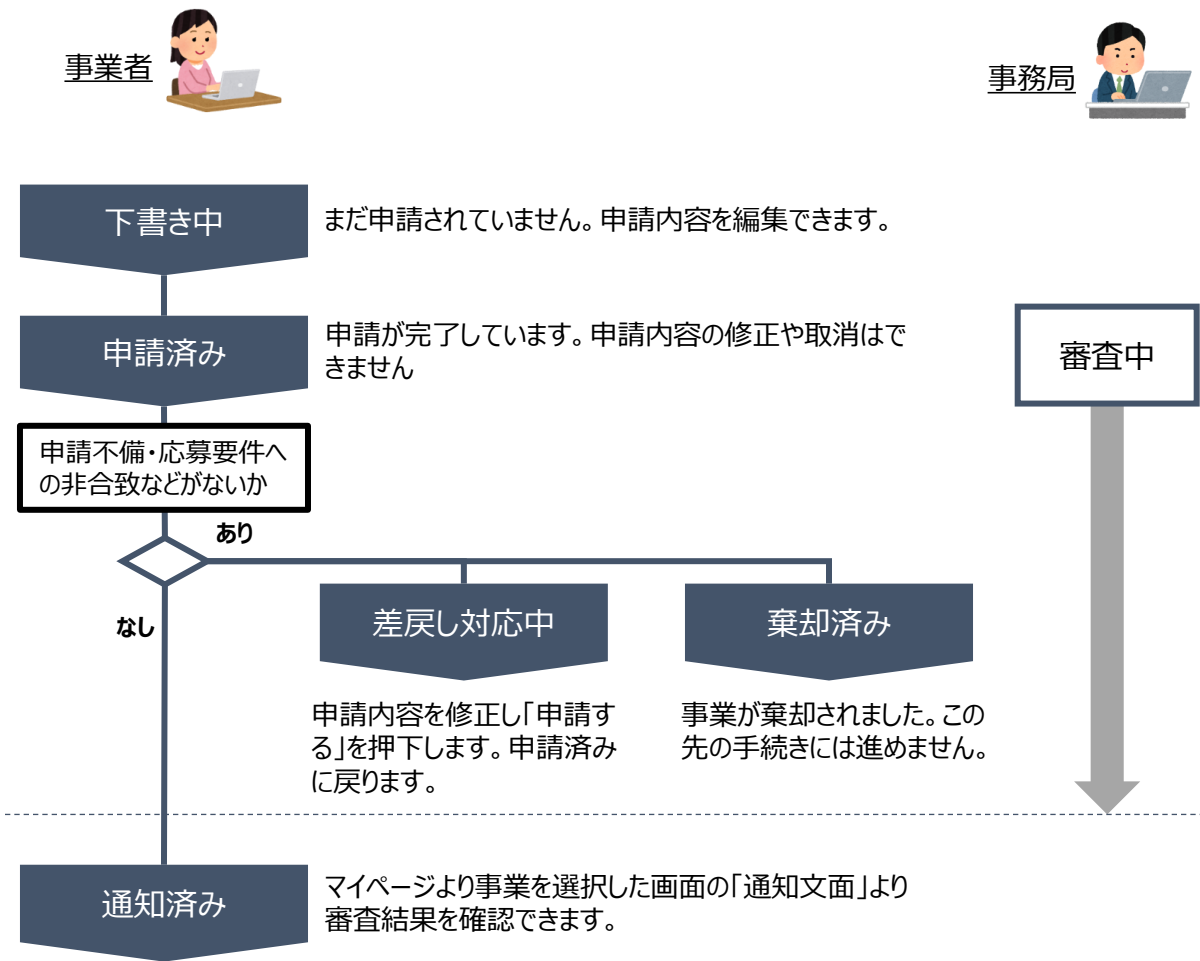 事業者
事務局
下書き中
まだ申請されていません。申請内容を編集できます。
申請済み
申請が完了しています。申請内容の修正や取消はで
きません
審査中
申請不備・応募要件へ
の非合致などがないか
あり
なし
差戻し対応中
棄却済み
申請内容を修正し「申請す
る」を押下します。申請済み
に戻ります。
事業が棄却されました。この
先の手続きには進めません。
通知済み
マイページより事業を選択した画面の「通知文面」より
審査結果を確認できます。